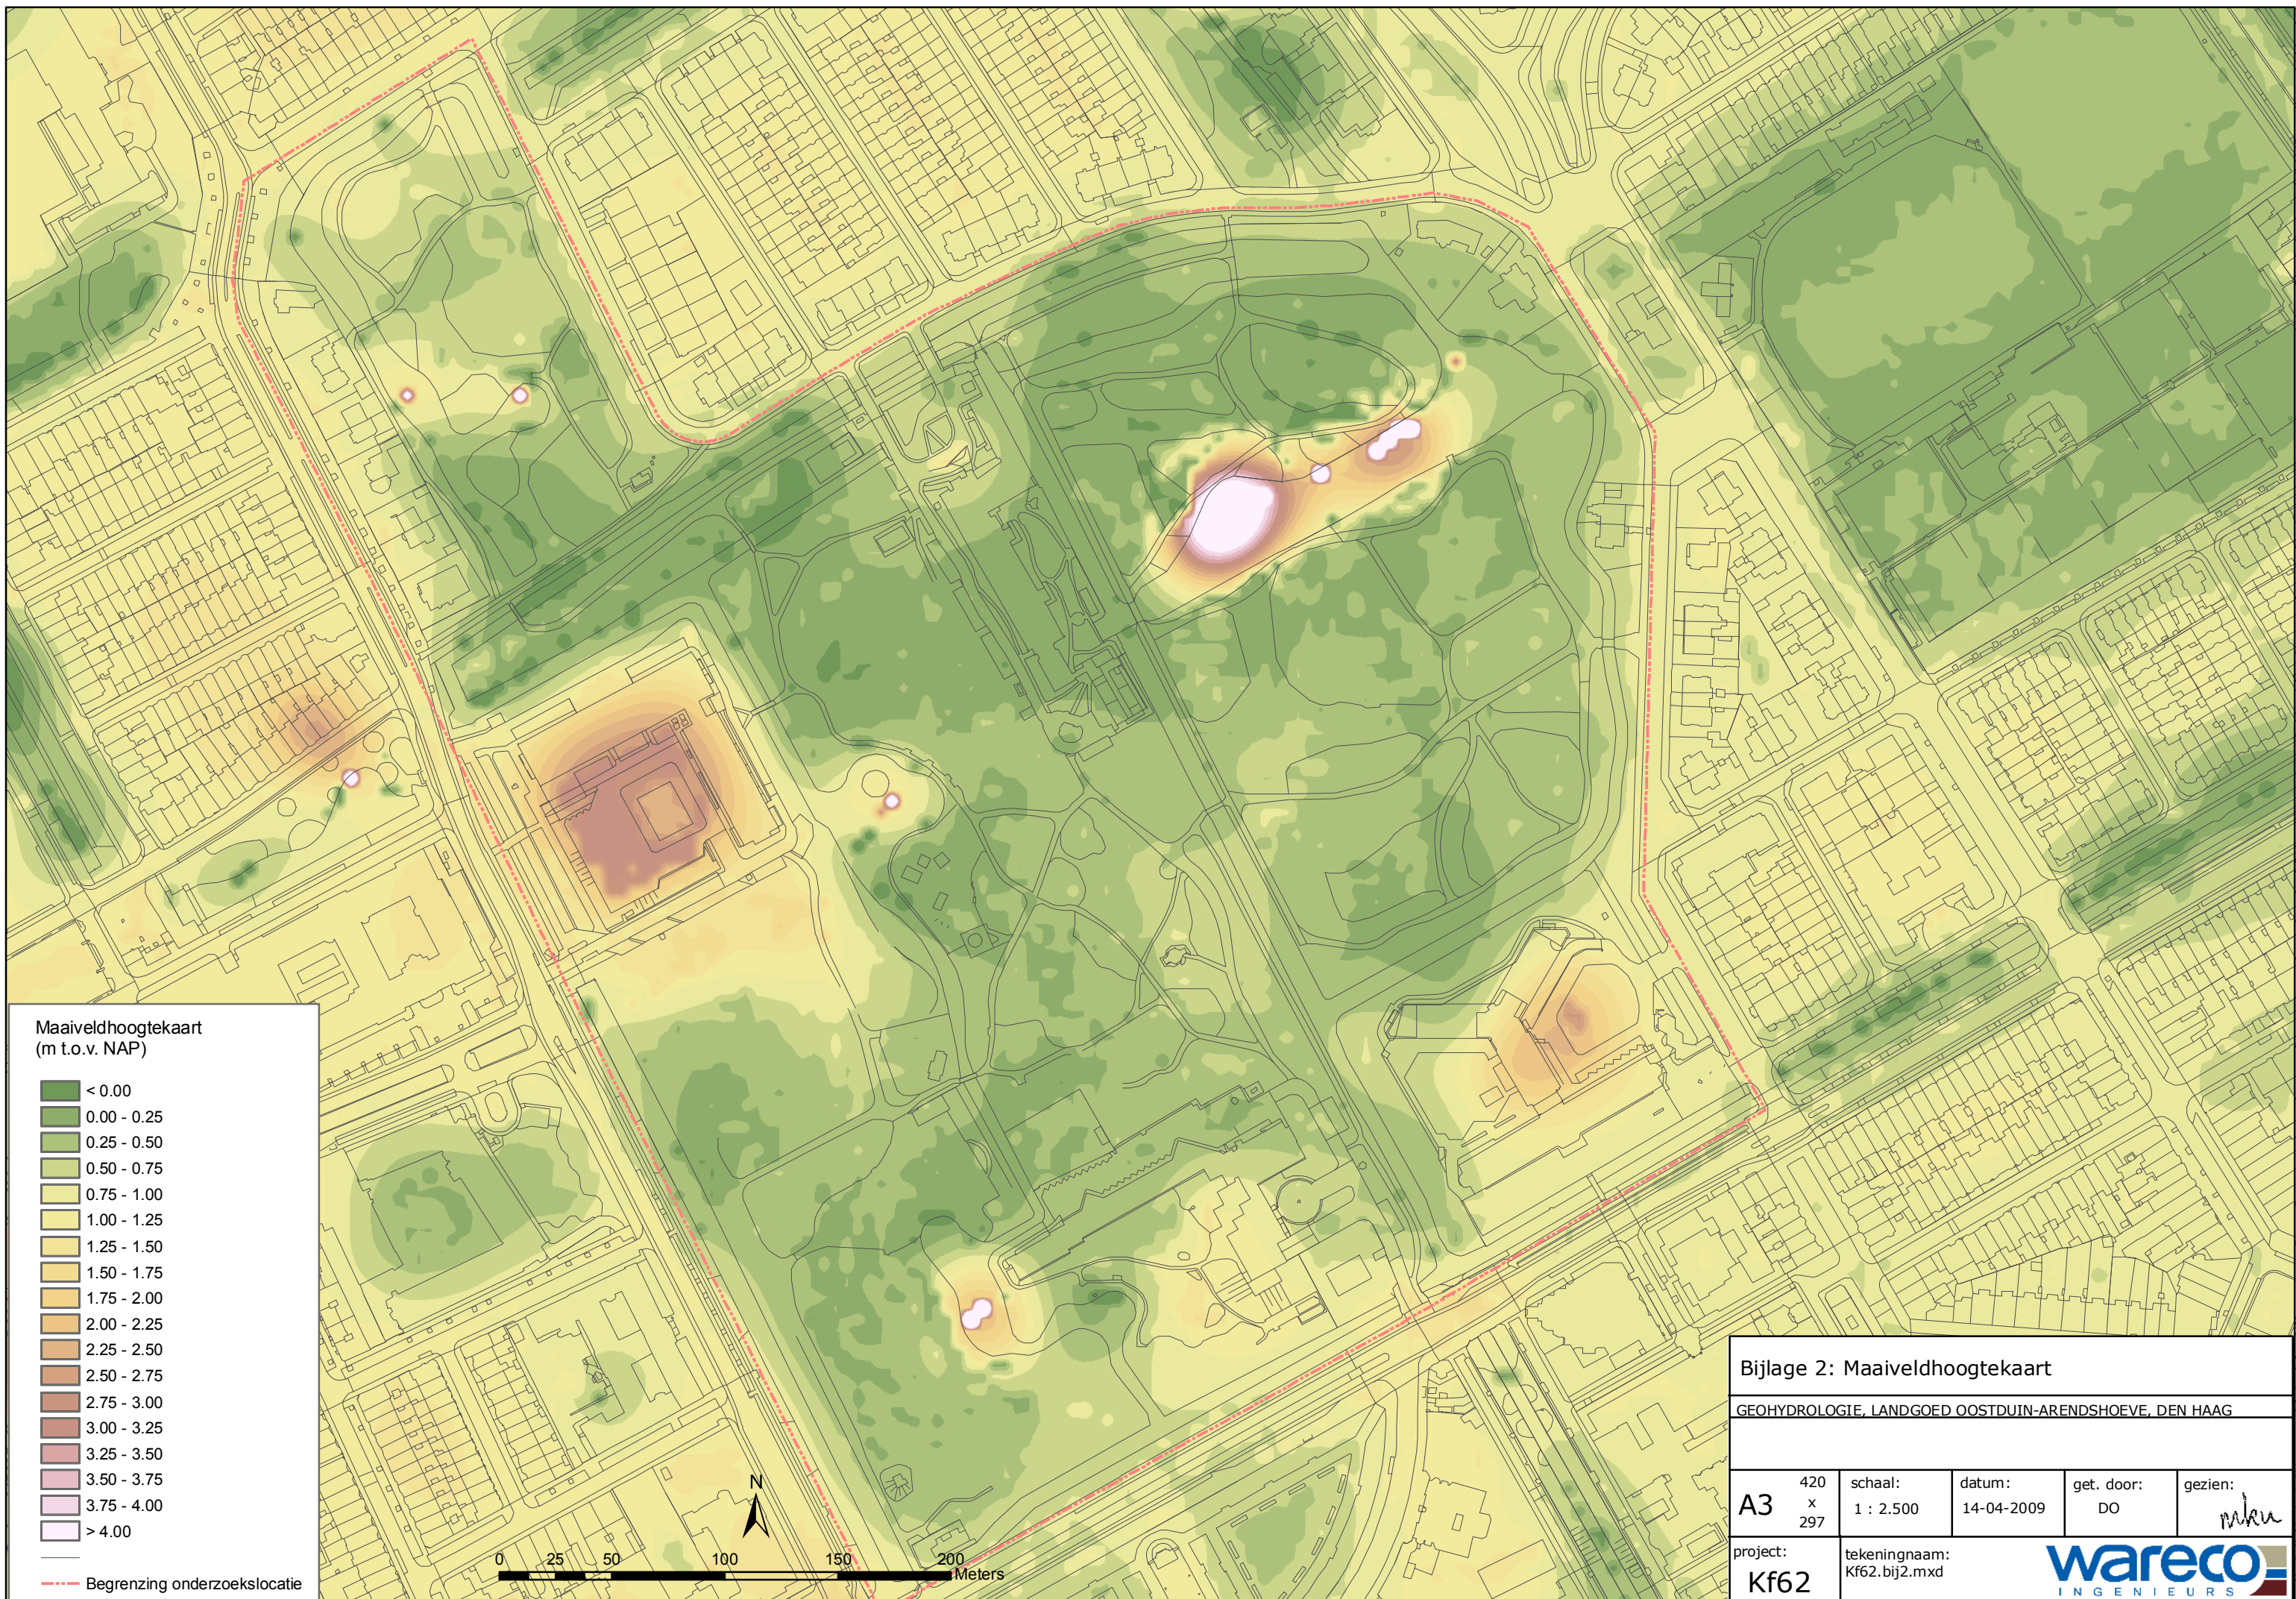 Maaiveldhoogtekaart
(m t.o.v. NAP)
< 0.00
0.00 - 0.25
0.25 - 0.50
0.50 - 0.75
0.75 - 1.00
1.00 - 1.25
1.25 - 1.50
1.50 - 1.75
1.75 - 2.00
2.00 - 2.25
2.25 - 2.50
2.50 - 2.75
2.75 - 3.00
3.00 - 3.25
3.25 - 3.50
3.50 - 3.75
3.75 - 4.00
> 4.00
Begrenzing onderzoekslocatie
N
0 25 50 100 150 200
Meters
Bijlage 2: Maaiveldhoogtekaart
GEOHYDROLOGIE, LANDGOED OOSTDUIN-ARENDSHOEVE, DEN HAAG
A3
420
x
297
schaal:
1 : 2.500
datum:
14-04-2009
get. door:
DO
gezien:
project:
Kf62
tekeningnaam:
Kf62.bij2.mxd
wareco
INGENIEURS